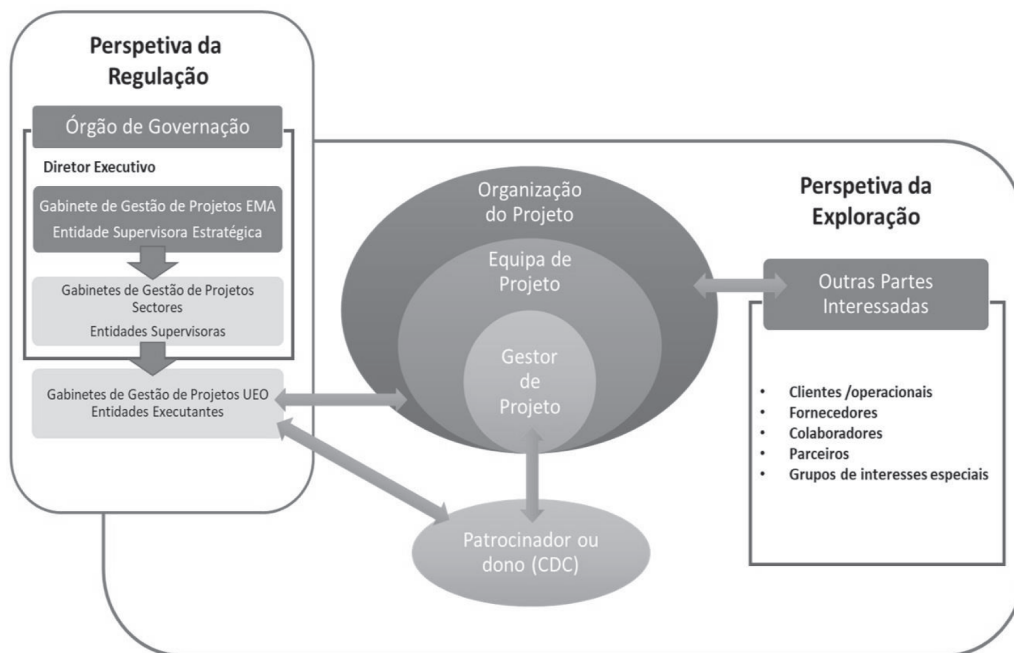 Perspetiva da
Regulação
Órgão de Governação
Diretor Executivo
Gabinete de Gestão de Projetos EMA
Entidade Supervisora Estratégica
Gabinetes de Gestão de Projetos
Sectores
Entidades Supervisoras
Gabinetes de Gestão de Projetos UEO
Entidades Executantes
Organização
do Projeto
Equipa de
Projeto
Gestor
de
Projeto
Patrocinador ou
dono (CDC)
Perspetiva da
Exploração
Outras Partes
Interessadas
• Clientes /operacionais
• Fornecedores
• Colaboradores
• Parceiros
• Grupos de interesses especiais